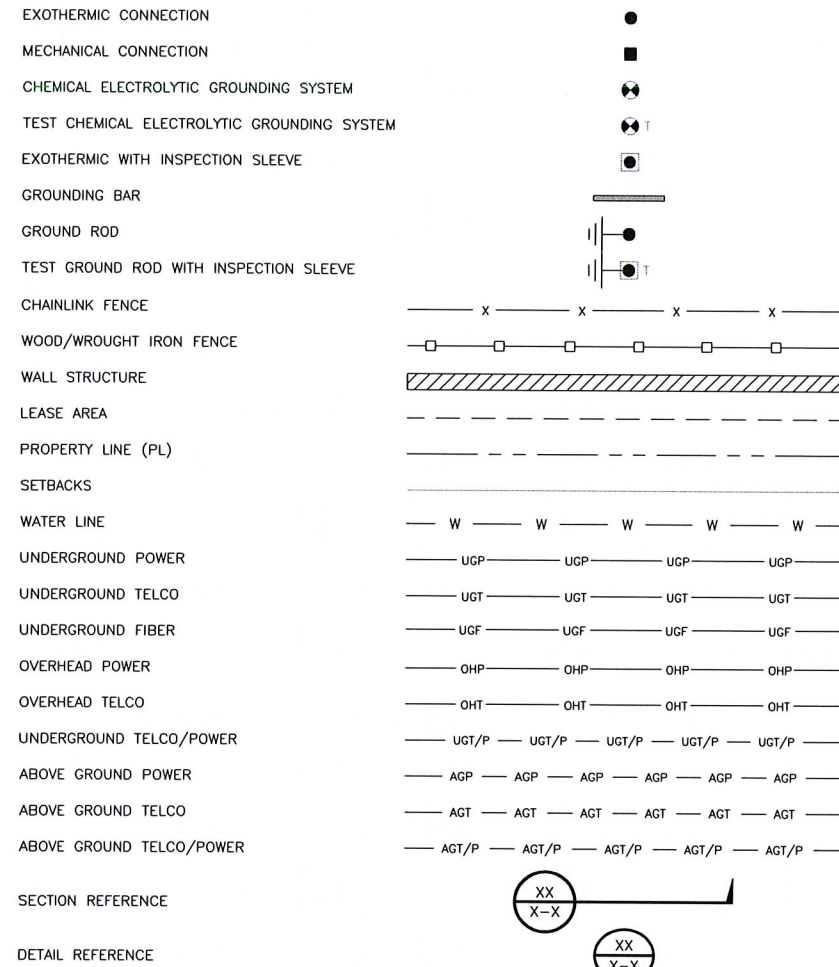 EXOTHERMIC CONNECTION
MECHANICAL CONNECTION
CHEMICAL ELECTROLYTIC GROUNDING SYSTEM
TEST CHEMICAL ELECTROLYTIC GROUNDING SYSTEM T
EXOTHERMIC WITH INSPECTION SLEEVE
GROUNDING BAR
GROUND ROD
TEST GROUND ROD WITH INSPECTION SLEEVE T
CHAINLINK FENCE X X X X
WOOD/WROUGHT IRON FENCE
WALL STRUCTURE
LEASE AREA
PROPERTY LINE (PL)
SETBACKS
WATER LINE W W W W W
UNDERGROUND POWER UGP UGP UGP UGP
UNDERGROUND TELCO UGT UGT UGT UGT
UNDERGROUND FIBER UGF UGF UGF UGF
OVERHEAD POWER OHP OHP OHP OHP
OVERHEAD TELCO OHT OHT OHT OHT
UNDERGROUND TELCO/POWER UGT/P UGT/P UGT/P UGT/P UGT/P
ABOVE GROUND POWER AGP AGP AGP AGP AGP AGP
ABOVE GROUND TELCO AGT AGT AGT AGT AGT AGT
ABOVE GROUND TELCO/POWER AGT/P AGT/P AGT/P AGT/P AGT/P
XX
SECTION REFERENCE
X-X
XX
DETAIL REFERENCE
X-X